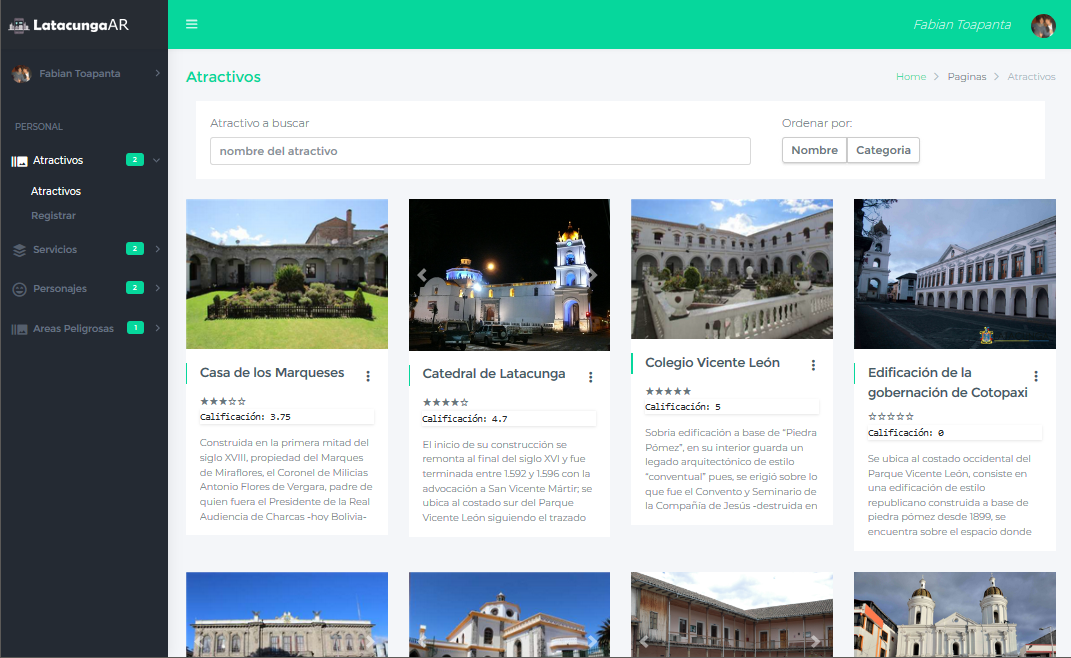 LatacungaAR
Fabian Toapanta
Fabian Toapanta
PERSONAL
Atractivos 2
Atractivos
Registrar
Servicios 2
Personajes 2
Areas Peligrosas 1
Atractivos
Home > Paginas > Atractivos
Atractivo a buscar
nombre del atractivo
Ordenar por:
Nombre Categoria
Casa de los Marqueses
★★★☆☆
Calificación: 3.75
Construida en la primera mitad del
siglo XVIII, propiedad del Marques
de Miraflores, el Coronel de Milicias
Antonio Flores de Vergara, padre de
quien fuera el Presidente de la Real
Audiencia de Charcas -hoy Bolivia-
Catedral de Latacunga
★★★★☆
Calificación: 4.7
El inicio de su construcción se
remonta al final del siglo XVI y fue
terminada entre 1.592 y 1.596 con la
advocación a San Vicente Mártir; se
ubica al costado sur del Parque
Vicente León siguiendo el trazado
Colegio Vicente León
★★★★★
Calificación: 5
Sobria edificación a base de “Piedra
Pómez”, en su interior guarda un
legado arquitectónico de estilo
“conventual” pues, se erigió sobre lo
que fue el Convento y Seminario de
la Compañía de Jesús -destruida en
Edificación de la
gobernación de Cotopaxi
☆☆☆☆☆
Calificación: 0
Se ubica al costado occidental del
Parque Vicente León, consiste en
una edificación de estilo
republicano construida a base de
piedra pómez desde 1899, se
encuentra sobre el espacio donde